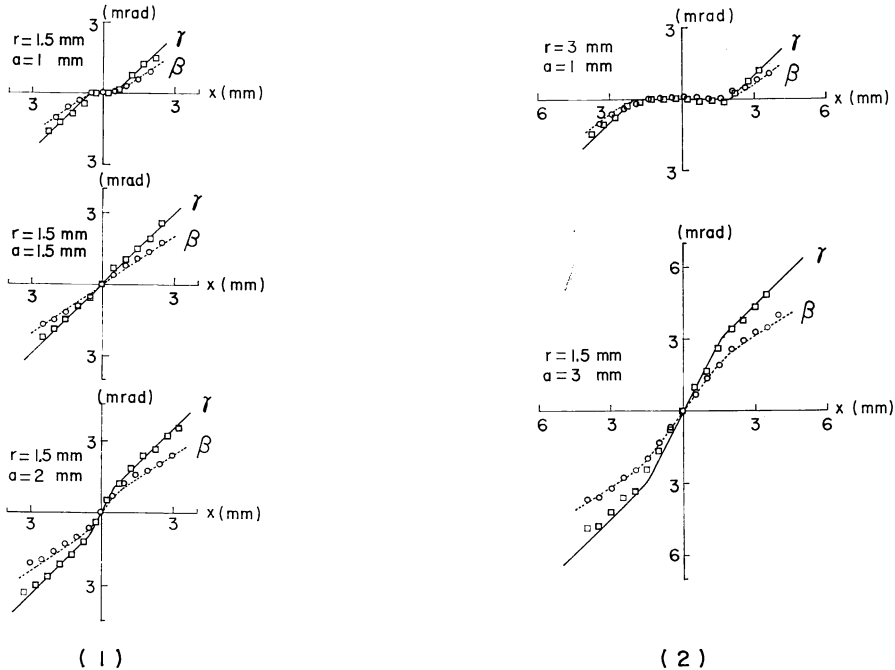 (mrad)
3
r = 1.5 mm
a = 1 mm
γ
β
3
3
x (mm)
3
(mrad)
3
r = 1.5 mm
a = 1.5 mm
γ
β
3
3
x (mm)
3
(mrad)
3
r = 1.5 mm
a = 2 mm
γ
β
3
3
x (mm)
3
(1)
(mrad)
3
r = 3 mm
a = 1 mm
γ
β
6
3
3
6
x (mm)
3
(mrad)
6
3
r = 1.5 mm
a = 3 mm
γ
β
6
3
3
6
x (mm)
3
6
(2)